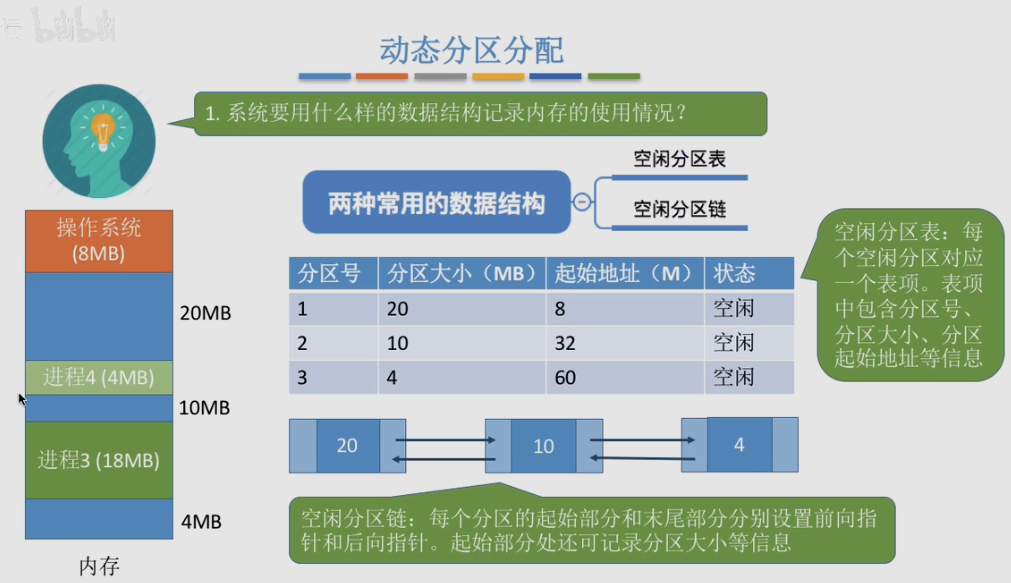 bilibili
动态分区分配
1. 系统要用什么样的数据结构记录内存的使用情况？
两种常用的数据结构
空闲分区表
空闲分区链
操作系统
(8MB)
20MB
进程4 (4MB)
10MB
进程3 (18MB)
4MB
内存
分区号 分区大小（MB） 起始地址（M） 状态
1 20 8 空闲
2 10 32 空闲
3 4 60 空闲
空闲分区表：每
个空闲分区对应
一个表项。表项
中包含分区号、
分区大小、分区
起始地址等信息
20 10 4
空闲分区链：每个分区的起始部分和末尾部分分别设置前向指
针和后向指针。起始部分处还可记录分区大小等信息